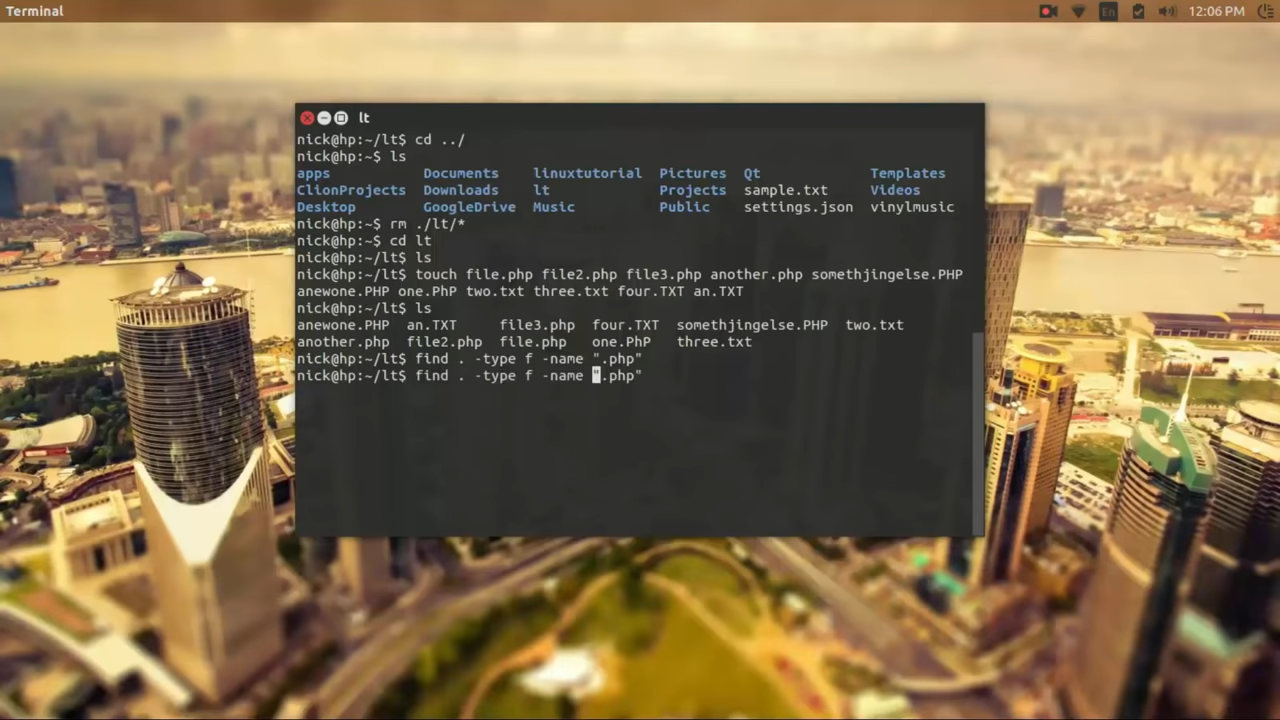 Terminal
En
12:06 PM
lt
nick@hp:~/lt$ cd ../
nick@hp:~$ ls
apps Documents linuxtutorial Pictures Qt Templates
ClionProjects Downloads lt Projects sample.txt Videos
Desktop GoogleDrive Music Public settings.json vinylmusic
nick@hp:~$ rm ./lt/*
nick@hp:~$ cd lt
nick@hp:~/lt$ ls
nick@hp:~/lt$ touch file.php file2.php file3.php another.php somethjingelse.PHP
anewone.PHP one.PhP two.txt three.txt four.TXT an.TXT
nick@hp:~/lt$ ls
anewone.PHP an.TXT file3.php four.TXT somethjingelse.PHP two.txt
another.php file2.php file.php one.PhP three.txt
nick@hp:~/lt$ find . -type f -name ".php"
nick@hp:~/lt$ find . -type f -name ".php"